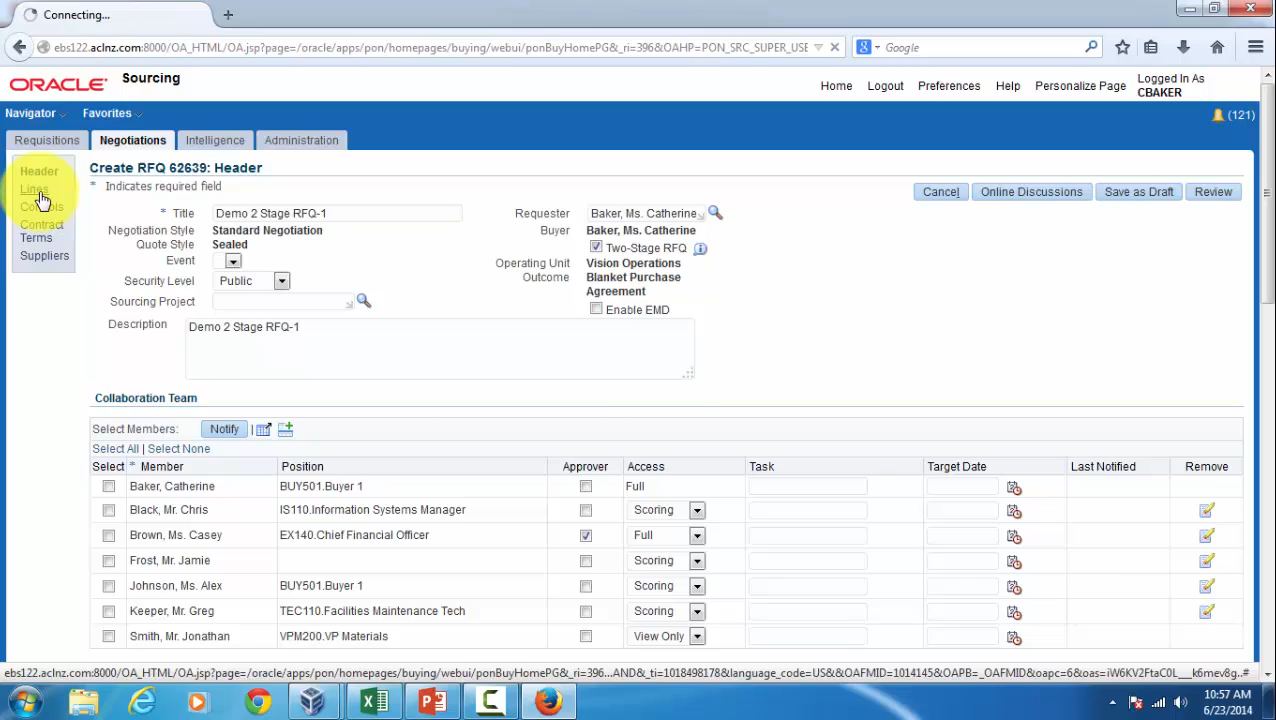 Connecting...
ebs122.aclnz.com:8000/OA_HTML/OA.jsp?page=/oracle/apps/pon/homepages/buying/webui/ponBuyHomePG&_ri=396&OAHP=PON_SRC_SUPER_USE
Google
ORACLE Sourcing
Home Logout Preferences Help Personalize Page Logged In As CBAKER
Navigator Favorites (121)
Requisitions Negotiations Intelligence Administration
Header
Lines
Controls
Contract Terms
Suppliers
Create RFQ 62639: Header
* Indicates required field
Cancel Online Discussions Save as Draft Review
* Title Demo 2 Stage RFQ-1
Negotiation Style Standard Negotiation
Quote Style Sealed
Event
Security Level Public
Sourcing Project
Description Demo 2 Stage RFQ-1
Requester Baker, Ms. Catherine
Buyer Baker, Ms. Catherine
Two-Stage RFQ
Operating Unit Vision Operations
Outcome Blanket Purchase Agreement
Enable EMD
Collaboration Team
Select Members: Notify |
Select All | Select None
Select * Member Position Approver Access Task Target Date Last Notified Remove
Baker, Catherine BUY501.Buyer 1 Full
Black, Mr. Chris IS110.Information Systems Manager Scoring
Brown, Ms. Casey EX140.Chief Financial Officer Full
Frost, Mr. Jamie Scoring
Johnson, Ms. Alex BUY501.Buyer 1 Scoring
Keeper, Mr. Greg TEC110.Facilities Maintenance Tech Scoring
Smith, Mr. Jonathan VPM200.VP Materials View Only
10:57 AM
6/23/2014